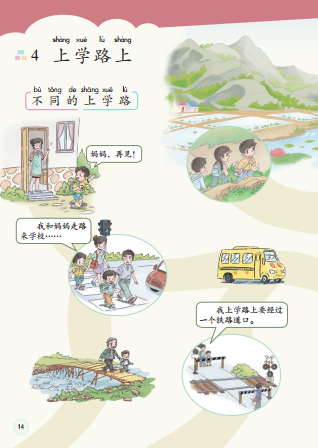 shàng xué lù shàng
4 上学路上
bù tóng de shàng xué lù
不同的上学路
妈妈，再见！
我和妈妈走路
来学校……
我上学路上要经过
一个铁路道口。
14